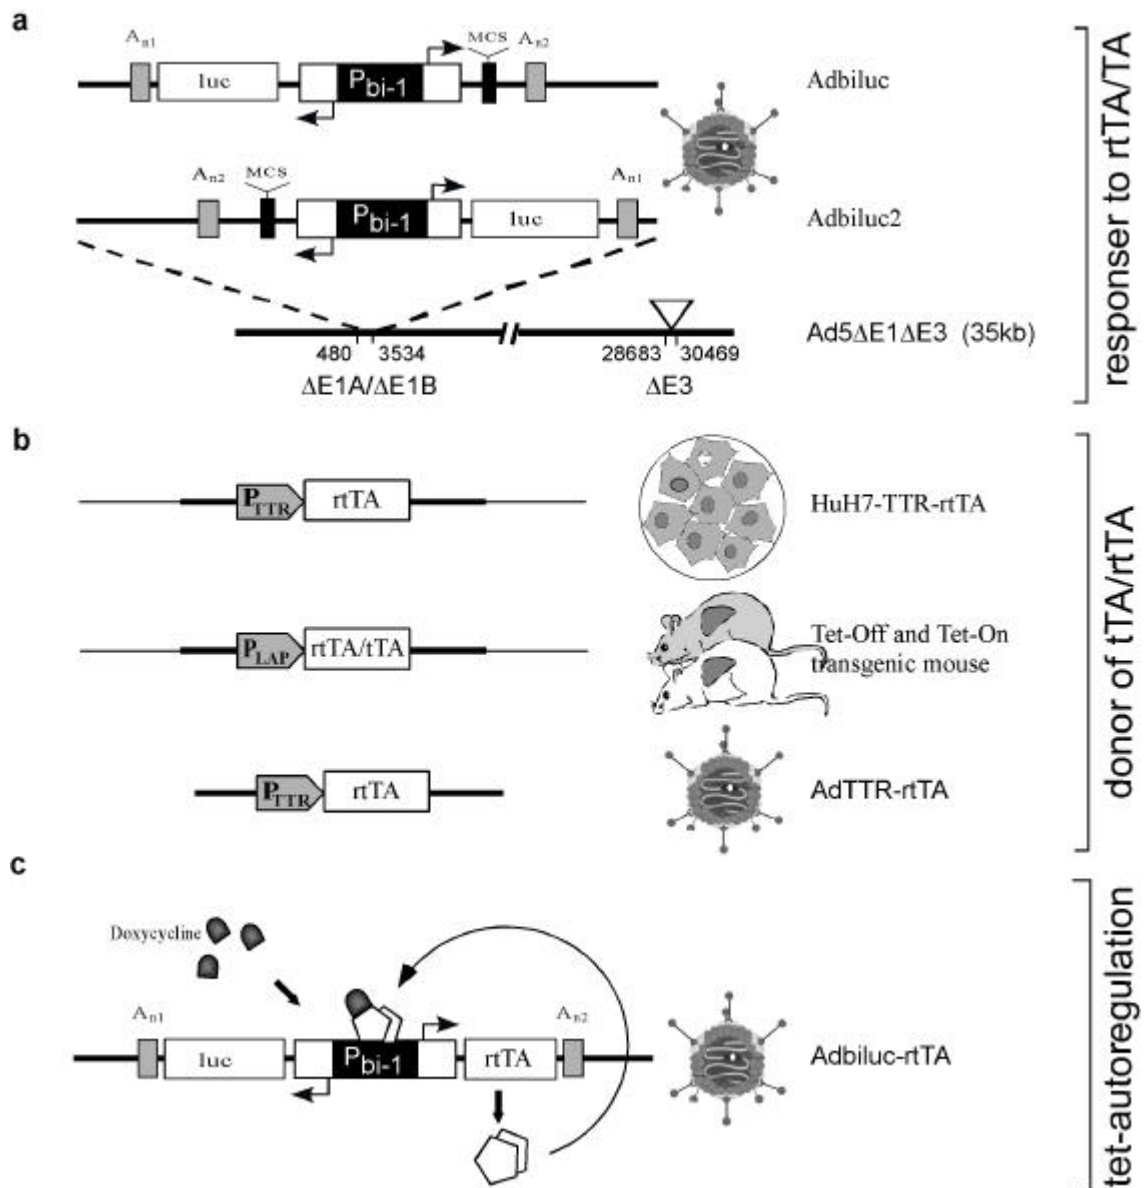 a
An1
MCS
An2
luc
Pbi-1
Adbiluc
An2
MCS
An1
Pbi-1
luc
Adbiluc2
480
3534
28683
30469
Ad5ΔE1ΔE3 (35kb)
ΔE1A/ΔE1B
ΔE3
responser to rtTA/TA
b
PTTR
rtTA
HuH7-TTR-rtTA
PLAP
rtTA/tTA
Tet-Off and Tet-On
transgenic mouse
PTTR
rtTA
AdTTR-rtTA
donor of tTA/rtTA
c
Doxycycline
An1
An2
luc
Pbi-1
rtTA
Adbiluc-rtTA
tet-autoregulation